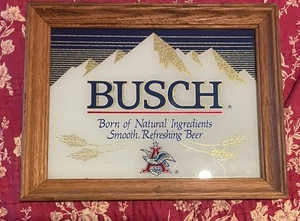 BUSCH®
Born of Natural Ingredients
Smooth, Refreshing Beer